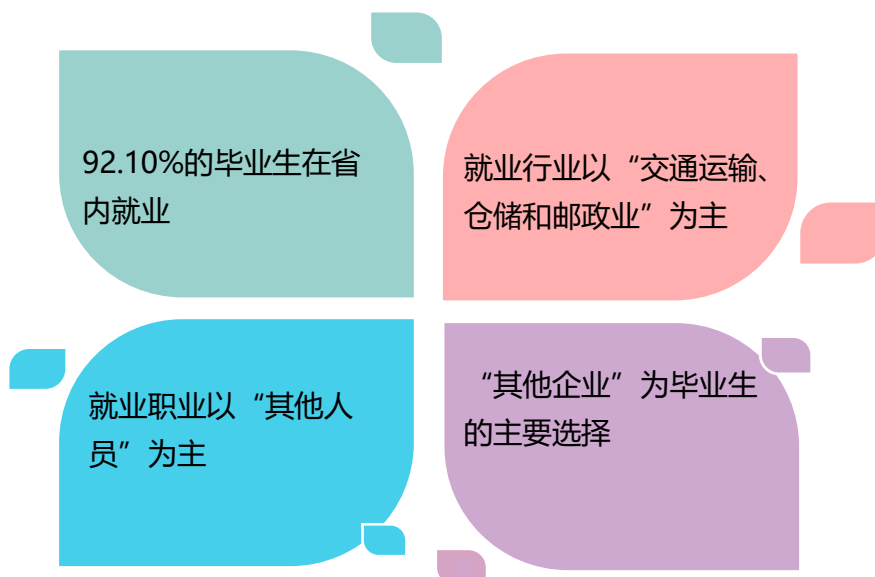 92.10%的毕业生在省
内就业
就业行业以“交通运输、
仓储和邮政业”为主
就业职业以“其他人
员”为主
“其他企业”为毕业生
的主要选择